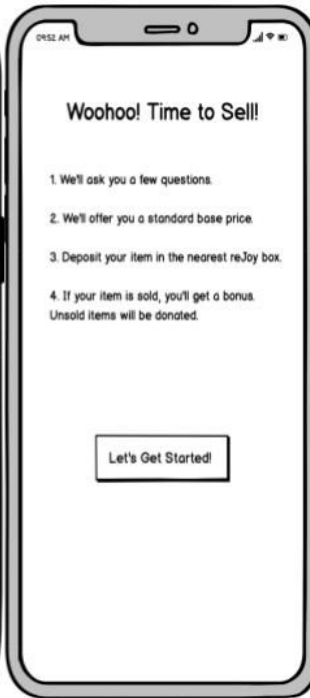 09:52 AM
Woohoo! Time to Sell!
1. We'll ask you a few questions.
2. We'll offer you a standard base price.
3. Deposit your item in the nearest reJoy box.
4. If your item is sold, you'll get a bonus.
Unsold items will be donated.
Let's Get Started!